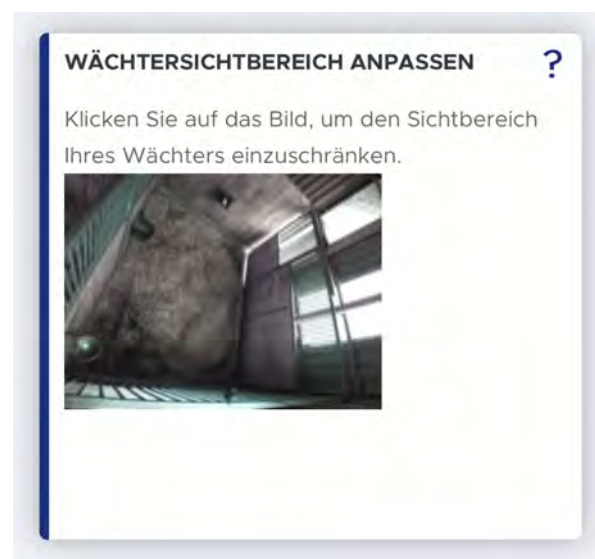 WÄCHTERSICHTBEREICH ANPASSEN ?
Klicken Sie auf das Bild, um den Sichtbereich
Ihres Wächters einzuschränken.